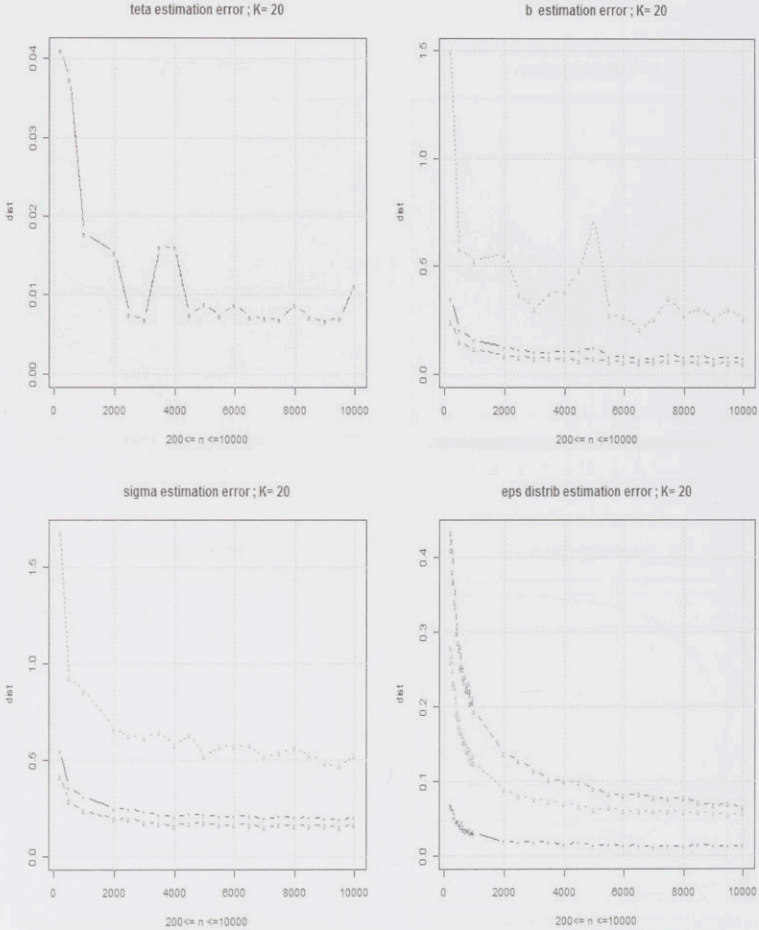 teta estimation error ; K= 20
dist
0.04
0.03
0.02
0.01
0.00
0 2000 4000 6000 8000 10000
200<= n <=10000
b estimation error ; K= 20
dist
1.5
1.0
0.5
0.0
0 2000 4000 6000 8000 10000
200<= n <=10000
sigma estimation error ; K= 20
dist
1.5
1.0
0.5
0.0
0 2000 4000 6000 8000 10000
200<= n <=10000
eps distrib estimation error ; K= 20
dist
0.4
0.3
0.2
0.1
0.0
0 2000 4000 6000 8000 10000
200<= n <=10000